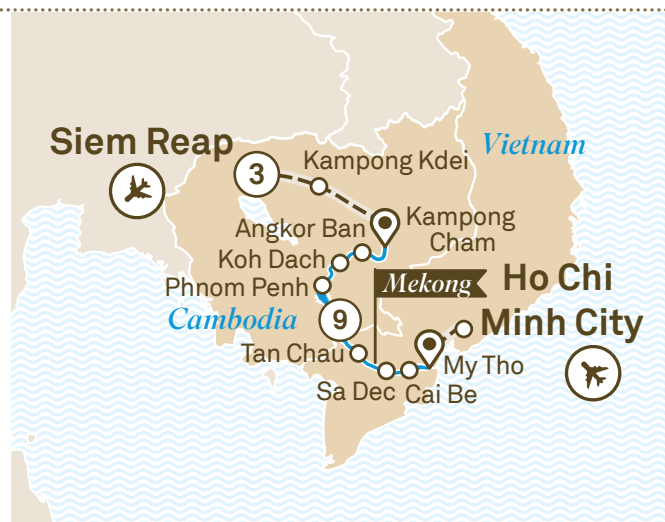 Siem Reap
3
Kampong Kdei
Vietnam
Angkor Ban
Kampong
Cham
Koh Dach
Phnom Penh
Mekong
Ho Chi
Minh City
Cambodia
9
Tan Chau
My Tho
Sa Dec
Cai Be